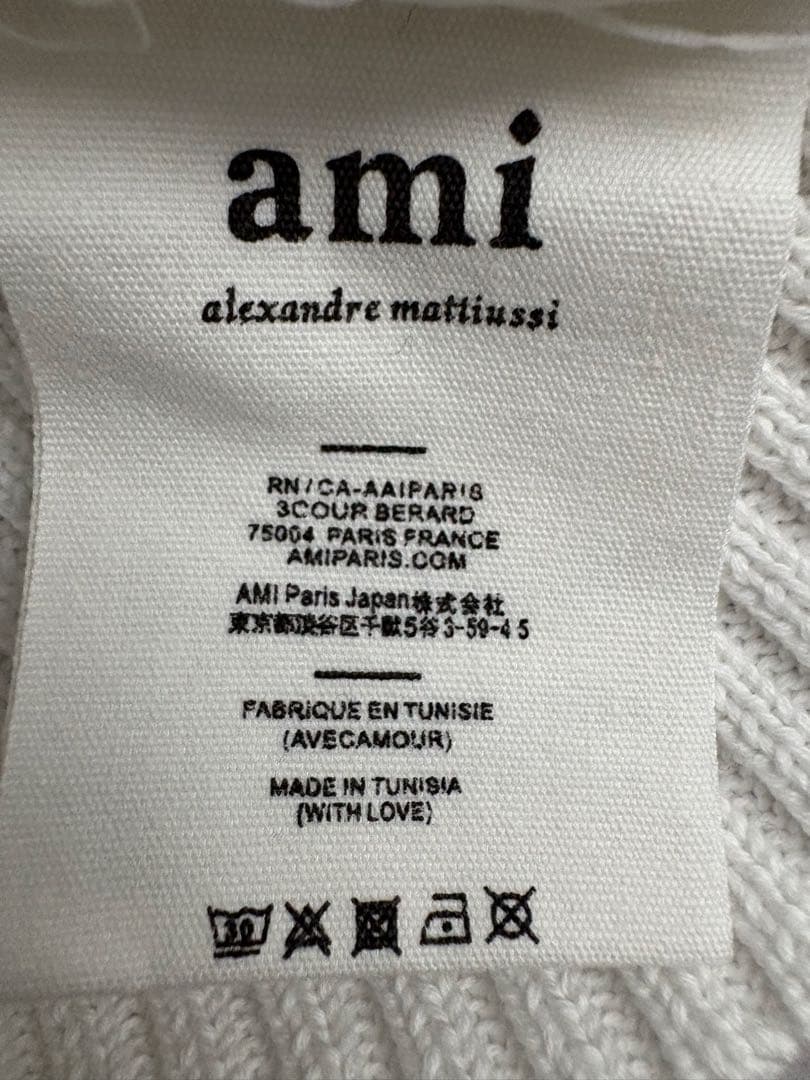 ami
alexandre mattiussi
RN/CA-AAIPARIS
3COUR BERARD
75004 PARIS FRANCE
AMIPARIS.COM
AMI Paris Japan株式会社
東京都渋谷区千駄5谷3-59-4 5
FABRIQUE EN TUNISIE
(AVECAMOUR)
MADE IN TUNISIA
(WITH LOVE)
30